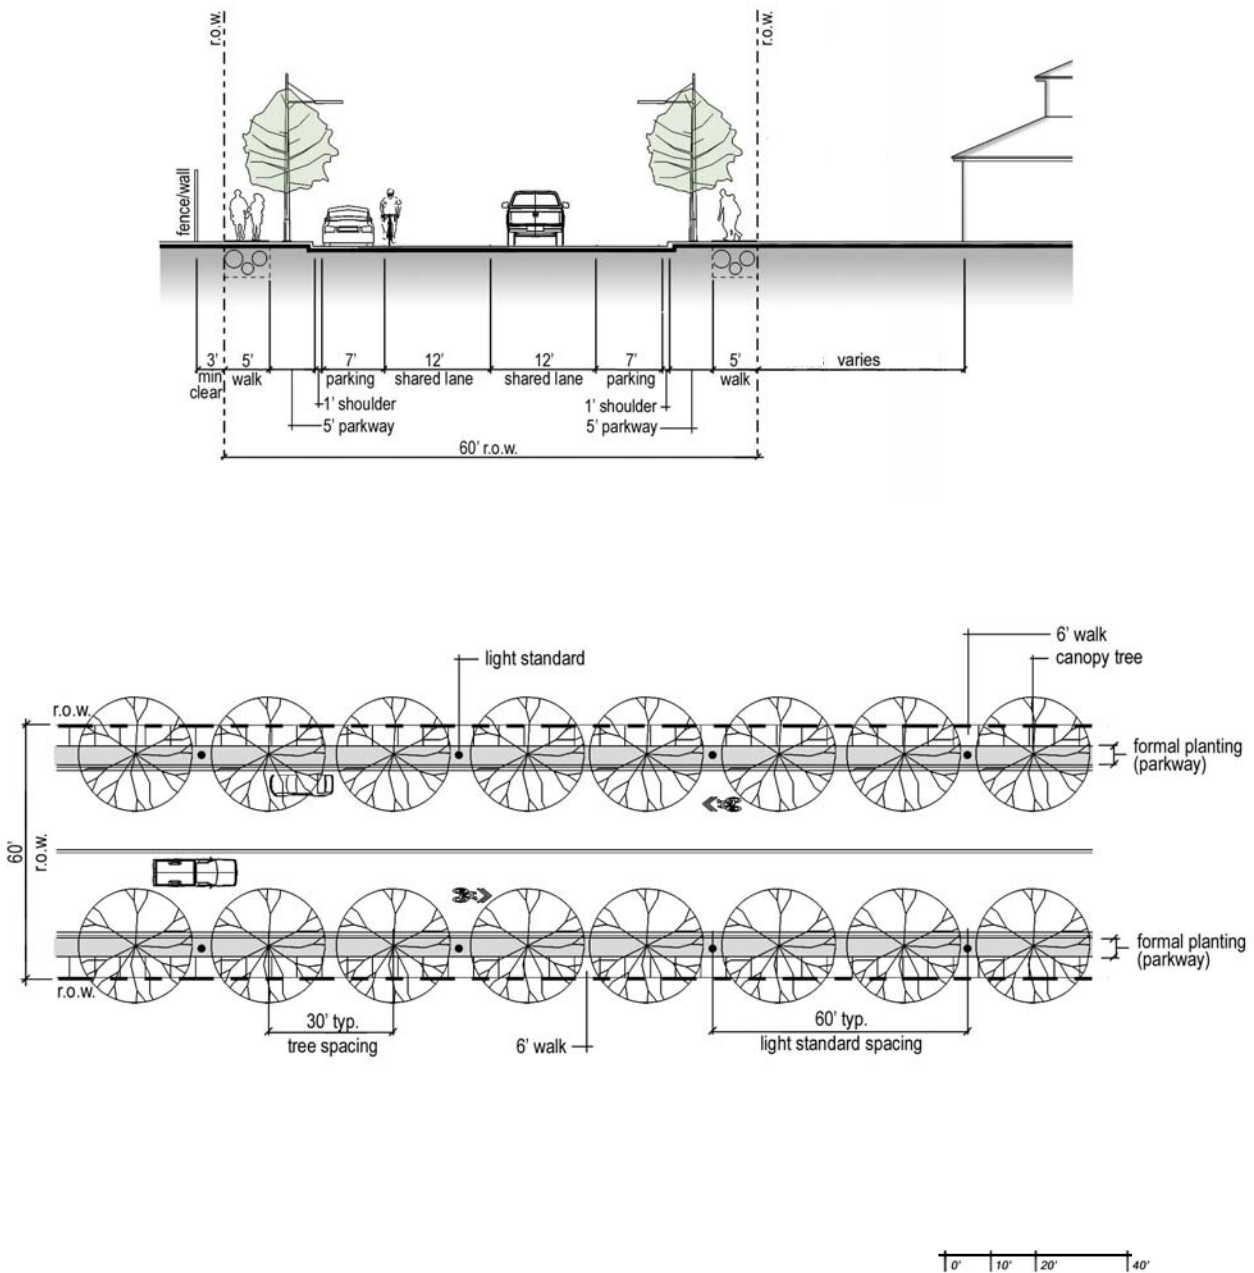 r.o.w.
r.o.w.
fence/wall
3' 5' 7' 12' 12' 7' 5' varies
min walk parking shared lane shared lane parking walk
clear
1' shoulder 1' shoulder
5' parkway 5' parkway
60' r.o.w.
6' walk
light standard canopy tree
r.o.w.
formal planting
(parkway)
60'
r.o.w.
formal planting
(parkway)
r.o.w.
30' typ. 60' typ.
tree spacing 6' walk light standard spacing
0' 10' 20' 40'